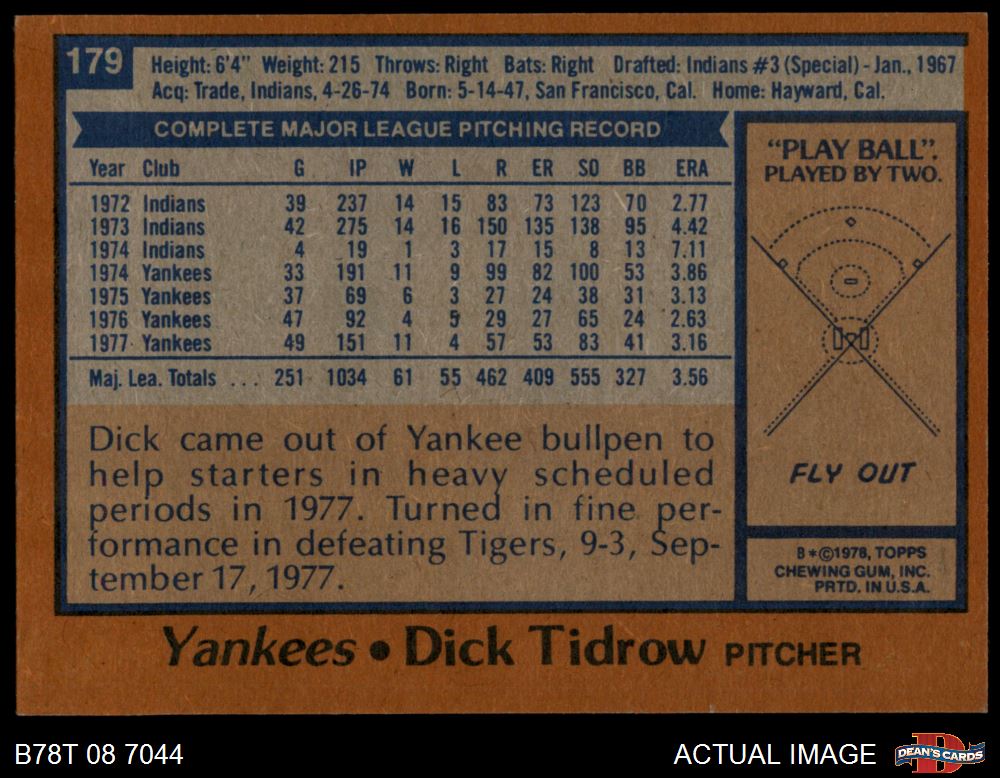 179
Height: 6'4" Weight: 215 Throws: Right Bats: Right Drafted: Indians #3 (Special) - Jan., 1967
Acq: Trade, Indians, 4-26-74 Born: 5-14-47, San Francisco, Cal. Home: Hayward, Cal.
COMPLETE MAJOR LEAGUE PITCHING RECORD
Year Club G IP W L R ER SO BB ERA
1972 Indians 39 237 14 15 83 73 123 70 2.77
1973 Indians 42 275 14 16 150 135 138 95 4.42
1974 Indians 4 19 1 3 17 15 8 13 7.11
1974 Yankees 33 191 11 9 99 82 100 53 3.86
1975 Yankees 37 69 6 3 27 24 38 31 3.13
1976 Yankees 47 92 4 5 29 27 65 24 2.63
1977 Yankees 49 151 11 4 57 53 83 41 3.16
Maj. Lea. Totals ... 251 1034 61 55 462 409 555 327 3.56
Dick came out of Yankee bullpen to
help starters in heavy scheduled
periods in 1977. Turned in fine per-
formance in defeating Tigers, 9-3, Sep-
tember 17, 1977.
"PLAY BALL".
PLAYED BY TWO.
FLY OUT
B*©1978, TOPPS
CHEWING GUM, INC.
PRTD. IN U.S.A.
Yankees • Dick Tidrow PITCHER
B78T 08 7044
ACTUAL IMAGE
DEAN'S CARDS